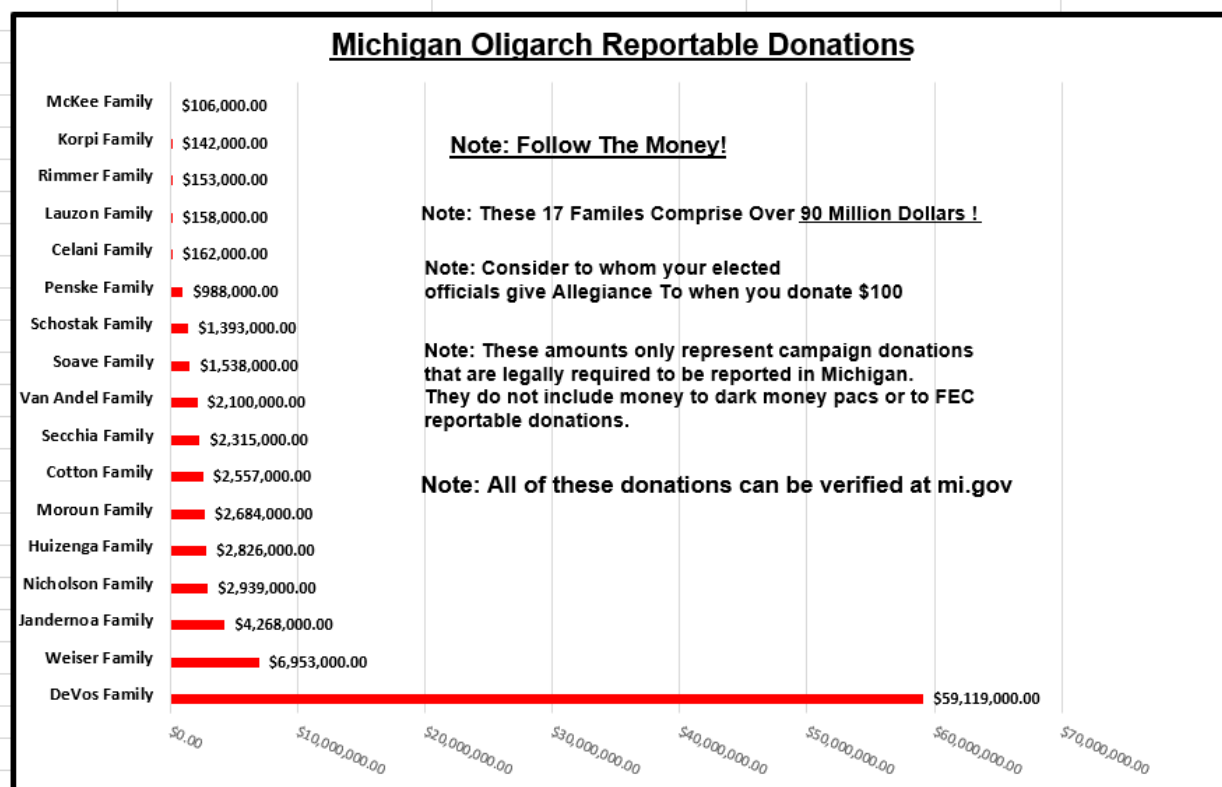 Michigan Oligarch Reportable Donations
McKee Family $106,000.00
Korpi Family $142,000.00
Rimmer Family $153,000.00
Lauzon Family $158,000.00
Celani Family $162,000.00
Penske Family $988,000.00
Schostak Family $1,393,000.00
Soave Family $1,538,000.00
Van Andel Family $2,100,000.00
Secchia Family $2,315,000.00
Cotton Family $2,557,000.00
Moroun Family $2,684,000.00
Huizenga Family $2,826,000.00
Nicholson Family $2,939,000.00
Jandernoa Family $4,268,000.00
Weiser Family $6,953,000.00
DeVos Family $59,119,000.00
Note: Follow The Money!
Note: These 17 Familes Comprise Over 90 Million Dollars !
Note: Consider to whom your elected
officials give Allegiance To when you donate $100
Note: These amounts only represent campaign donations
that are legally required to be reported in Michigan.
They do not include money to dark money pacs or to FEC
reportable donations.
Note: All of these donations can be verified at mi.gov
$0.00 $10,000,000.00 $20,000,000.00 $30,000,000.00 $40,000,000.00 $50,000,000.00 $60,000,000.00 $70,000,000.00